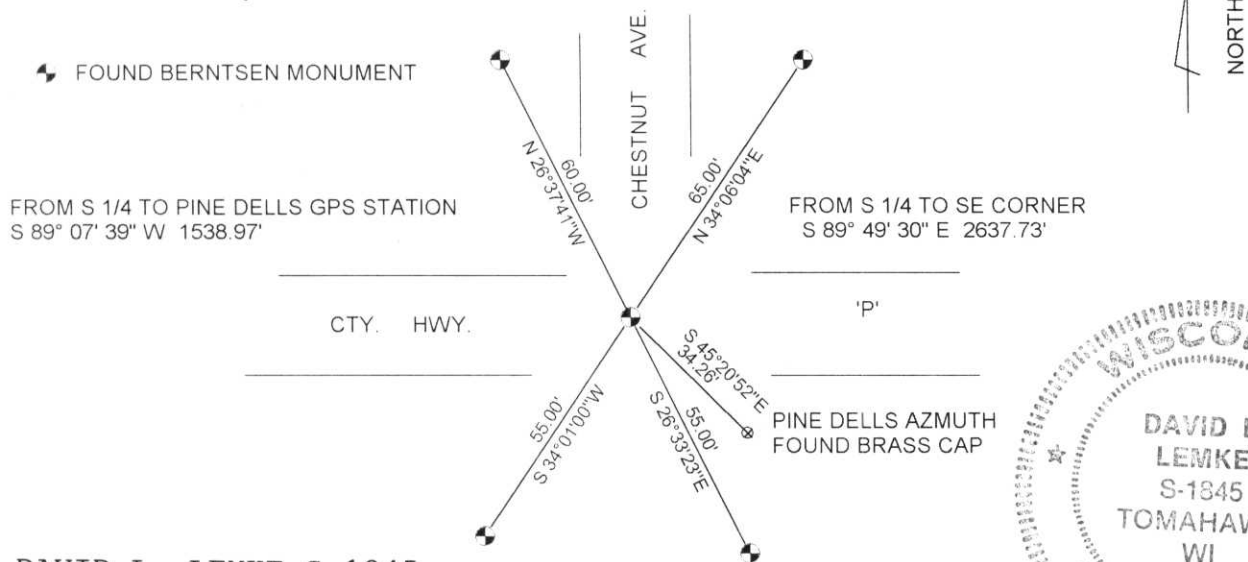 NORTH
FOUND BERNTSEN MONUMENT
CHESTNUT AVE.
60.00'
N 26°37'41"W
65.00'
N 34°06'04"E
FROM S 1/4 TO PINE DELLS GPS STATION
S 89° 07' 39" W 1538.97'
FROM S 1/4 TO SE CORNER
S 89° 49' 30" E 2637.73'
CTY. HWY.
'P'
S 45°20'52"E
34.26'
55.00'
S 34°01'00"W
55.00'
S 26°33'23"E
PINE DELLS AZMUTH
FOUND BRASS CAP
DAVID
LEMKE
S-1845
WI